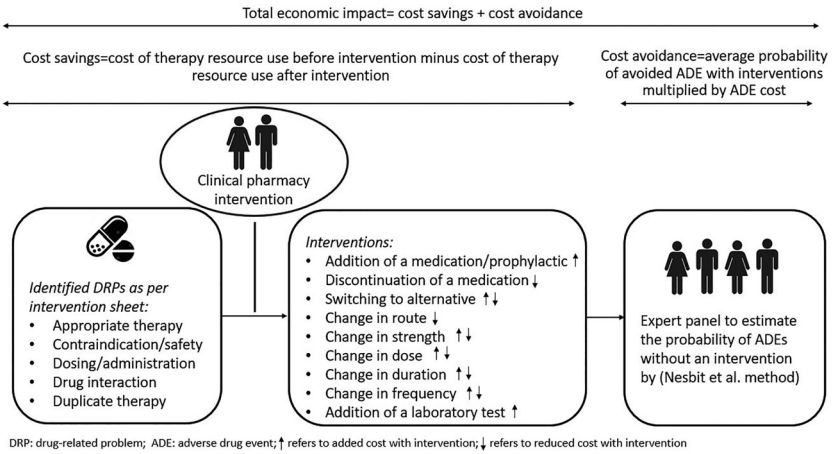 Total economic impact= cost savings + cost avoidance
Cost savings=cost of therapy resource use before intervention minus cost of therapy
resource use after intervention
Cost avoidance=average probability
of avoided ADE with interventions
multiplied by ADE cost
Clinical pharmacy
intervention
Identified DRPs as per
intervention sheet:
• Appropriate therapy
• Contraindication/safety
• Dosing/administration
• Drug interaction
• Duplicate therapy
Interventions:
• Addition of a medication/prophylactic ↑
• Discontinuation of a medication ↓
• Switching to alternative ↑↓
• Change in route ↓
• Change in strength ↑↓
• Change in dose ↑↓
• Change in duration ↑↓
• Change in frequency ↑↓
• Addition of a laboratory test ↑
Expert panel to estimate
the probability of ADEs
without an intervention
by (Nesbit et al. method)
DRP: drug-related problem; ADE: adverse drug event; ↑ refers to added cost with intervention; ↓ refers to reduced cost with intervention